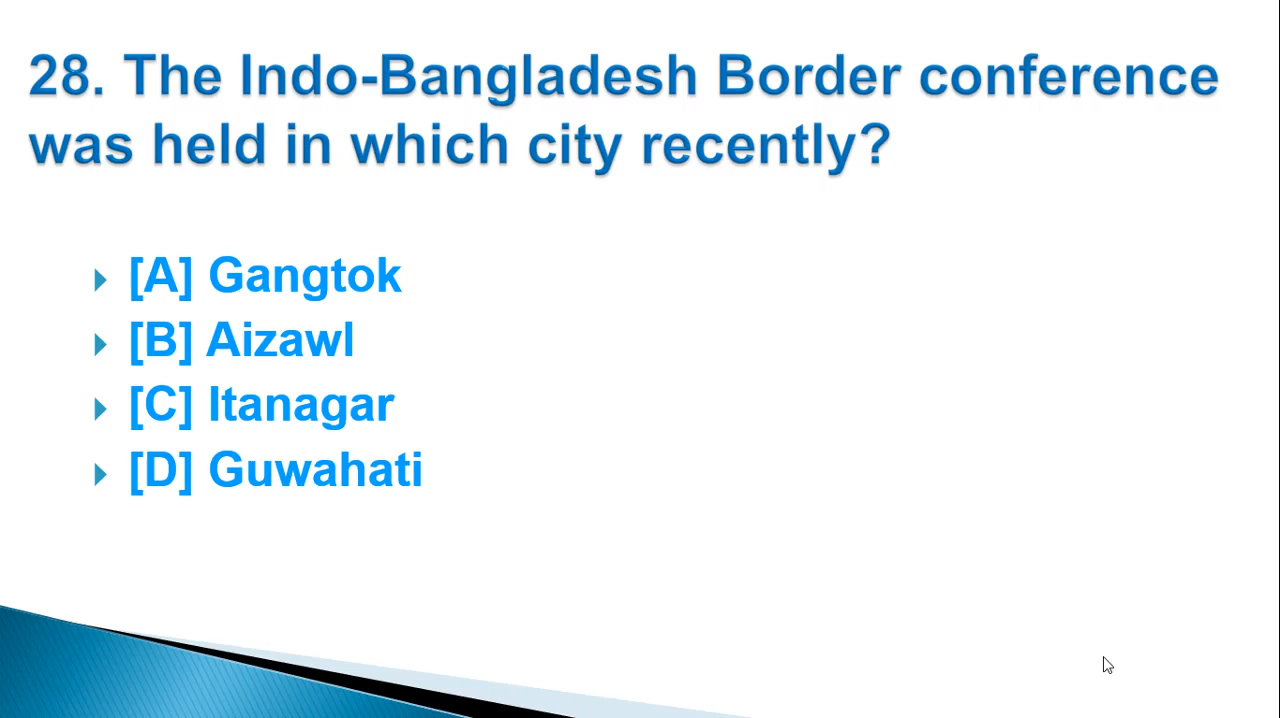 28. The Indo-Bangladesh Border conference
was held in which city recently?
[A] Gangtok
[B] Aizawl
[C] Itanagar
[D] Guwahati